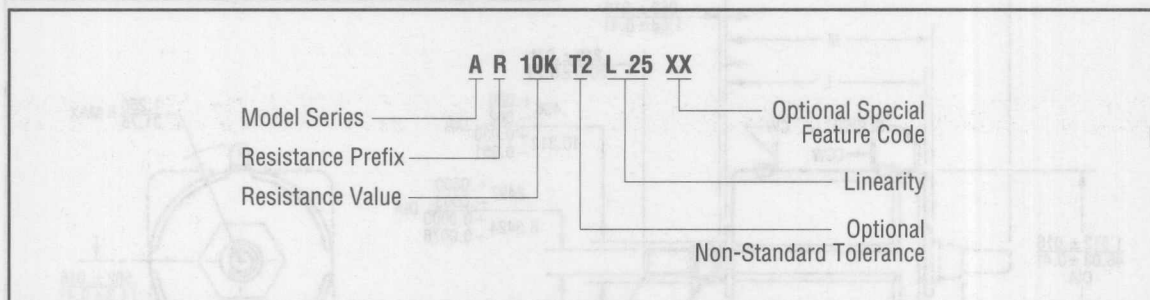 A R 10K T2 L .25 XX
Model Series
Resistance Prefix
Resistance Value
Optional Special
Feature Code
Linearity
Optional
Non-Standard Tolerance